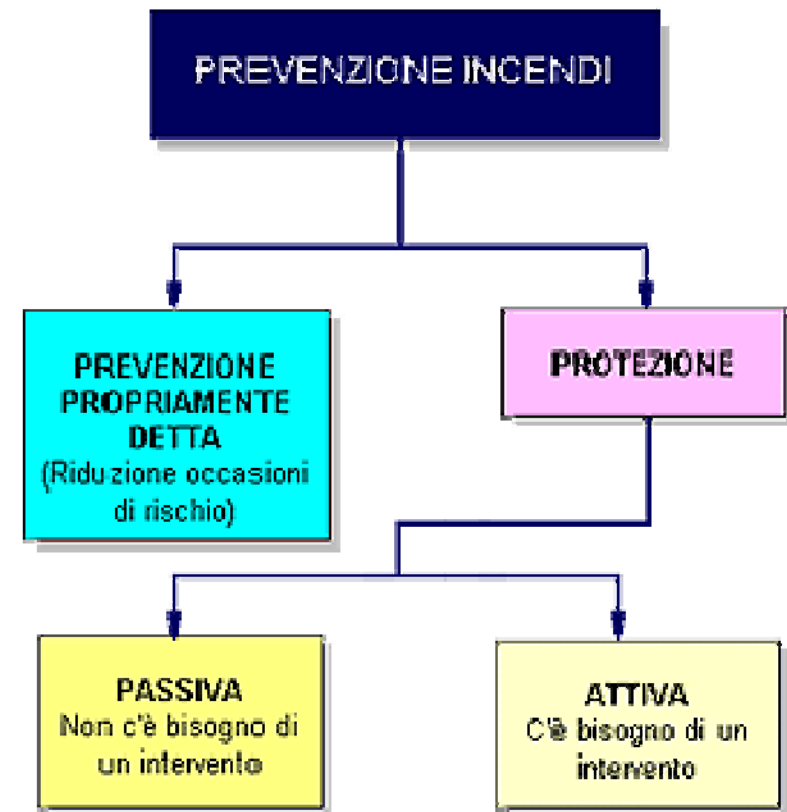 PREVENZIONE INCENDI
PREVENZIONE
PROPRIAMENTE
DETTA
(Riduzione occasioni
di rischio)
PROTEZIONE
PASSIVA
Non c'è bisogno di
un intervento
ATTIVA
C'è bisogno di un
intervento